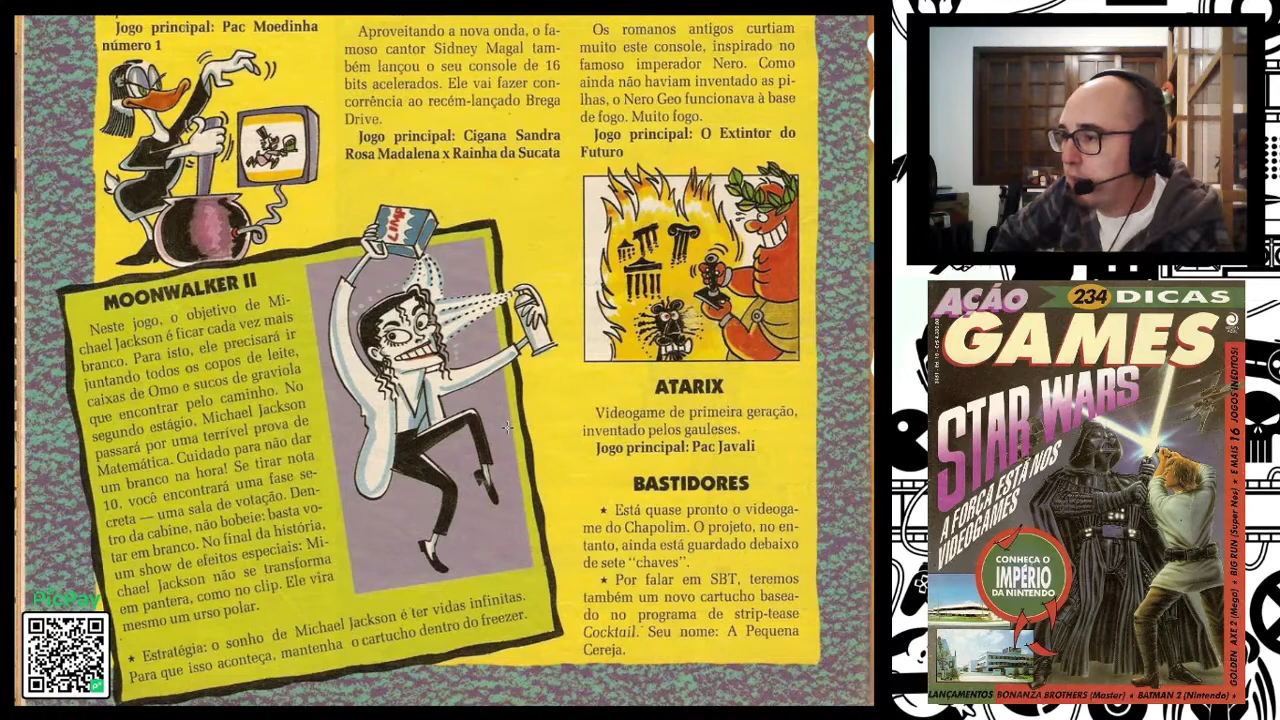 Jogo principal: Pac Moedinha
número 1
Aproveitando a nova onda, o fa-
moso cantor Sidney Magal tam-
bém lançou o seu console de 16
bits acelerados. Ele vai fazer con-
corrência ao recém-lançado Brega
Drive.
Jogo principal: Cigana Sandra
Rosa Madalena x Rainha da Sucata
Os romanos antigos curtiam
muito este console, inspirado no
famoso imperador Nero. Como
ainda não haviam inventado as pi-
lhas, o Nero Geo funcionava à base
de fogo. Muito fogo.
Jogo principal: O Extintor do
Futuro
MOONWALKER II
Neste jogo, o objetivo de Mi-
chael Jackson é ficar cada vez mais
branco. Para isto, ele precisará ir
juntando todos os copos de leite,
caixas de Omo e sucos de graviola
que encontrar pelo caminho. No
segundo estágio, Michael Jackson
passará por uma terrível prova de
Matemática. Cuidado para não dar
um branco na hora! Se tirar nota
10, você encontrará uma fase se-
creta — uma sala de votação. Den-
tro da cabine, não bobeie: basta vo-
tar em branco. No final da história,
um show de efeitos especiais: Mi-
chael Jackson não se transforma
em pantera, como no clip. Ele vira
mesmo um urso polar.
★ Estratégia: o sonho de Michael Jackson é ter vidas infinitas.
Para que isso aconteça, mantenha o cartucho dentro do freezer.
ATARIX
Videogame de primeira geração,
inventado pelos gauleses.
Jogo principal: Pac Javali
BASTIDORES
★ Está quase pronto o videoga-
me do Chapolim. O projeto, no en-
tanto, ainda está guardado debaixo
de sete "chaves".
★ Por falar em SBT, teremos
também um novo cartucho basea-
do no programa de strip-tease
Cocktail. Seu nome: A Pequena
Cereja.
PicPay
AÇÃO
234 DICAS
GAMES
STAR WARS
A FORÇA ESTÁ NOS
VIDEOGAMES
CONHEÇA O
IMPÉRIO
DA NINTENDO
GOLDEN AXE 2 (Mega) ★ BIG RUN (Super Nes) ★ E MAIS 16 JOGOS INÉDITOS!
LANÇAMENTOS BONANZA BROTHERS (Master) ★ BATMAN 2 (Nintendo) ★